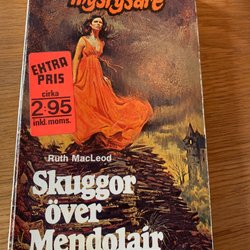 mysrysare
EXTRA
PRIS
cirka
2:95
inkl. moms.
Ruth MacLeod
Skuggor
över
Mendolair